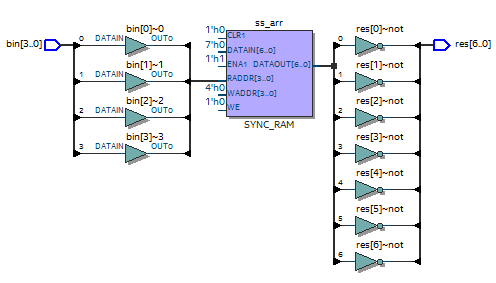 bin[3..0]
0 DATAIN bin[0]~0 OUTo
1 DATAIN bin[1]~1 OUTo
2 DATAIN bin[2]~2 OUTo
3 DATAIN bin[3]~3 OUTo
ss_arr
1'h0 CLR1
7'h0 DATAIN[6..0]
1'h1 ENA1 DATAOUT[6..0]
RADDR[3..0]
4'h0 WADDR[3..0]
1'h0 WE
SYNC_RAM
0 res[0]~not
1 res[1]~not
2 res[2]~not
3 res[3]~not
4 res[4]~not
5 res[5]~not
6 res[6]~not
res[6..0]